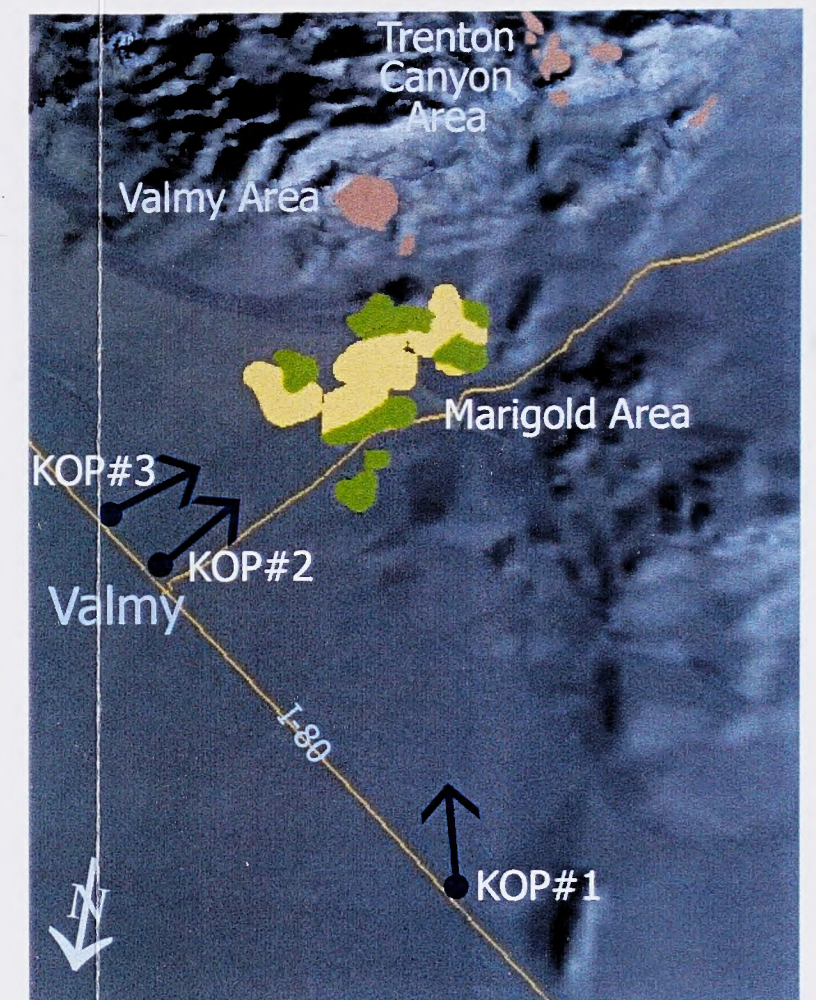 Trenton
Canyon
Area
Valmy Area
Marigold Area
KOP#3
KOP#2
Valmy
I-80
KOP#1
N